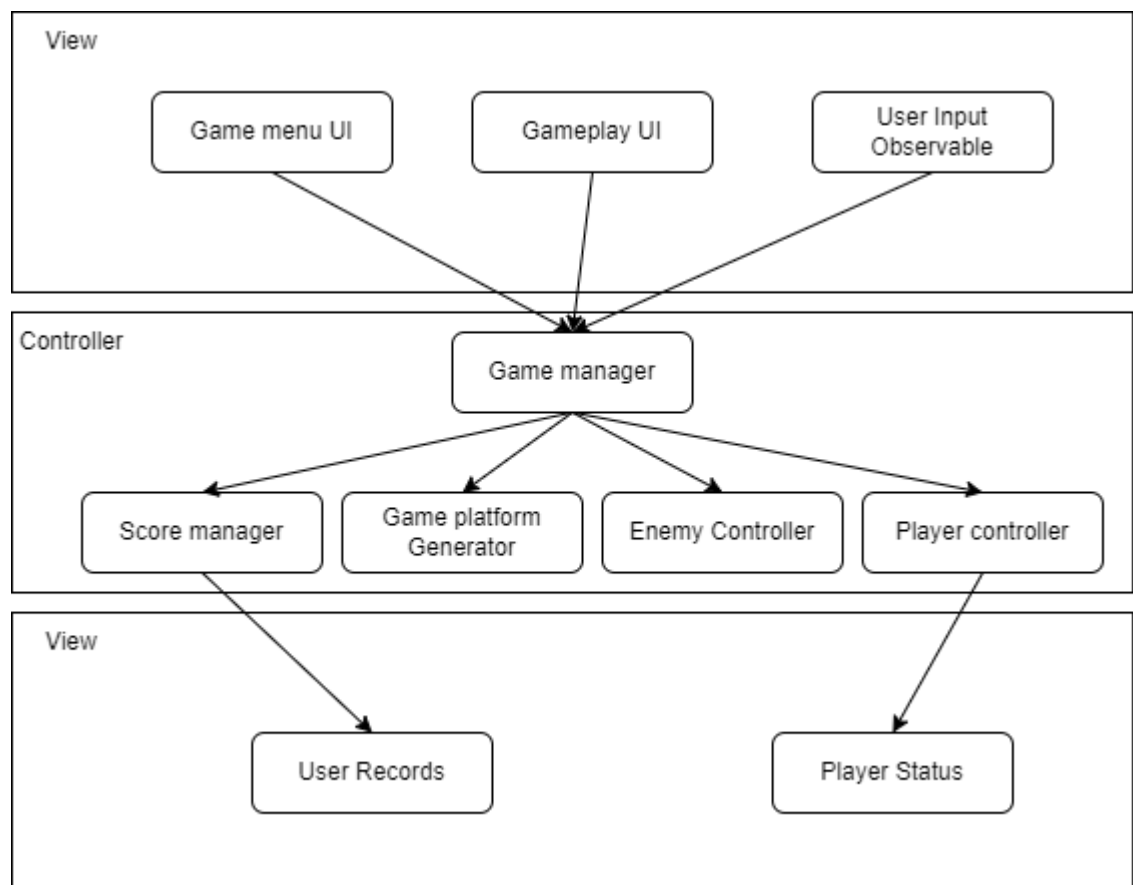 View
Game menu UI
Gameplay UI
User Input
Observable
Controller
Game manager
Score manager
Game platform
Generator
Enemy Controller
Player controller
View
User Records
Player Status